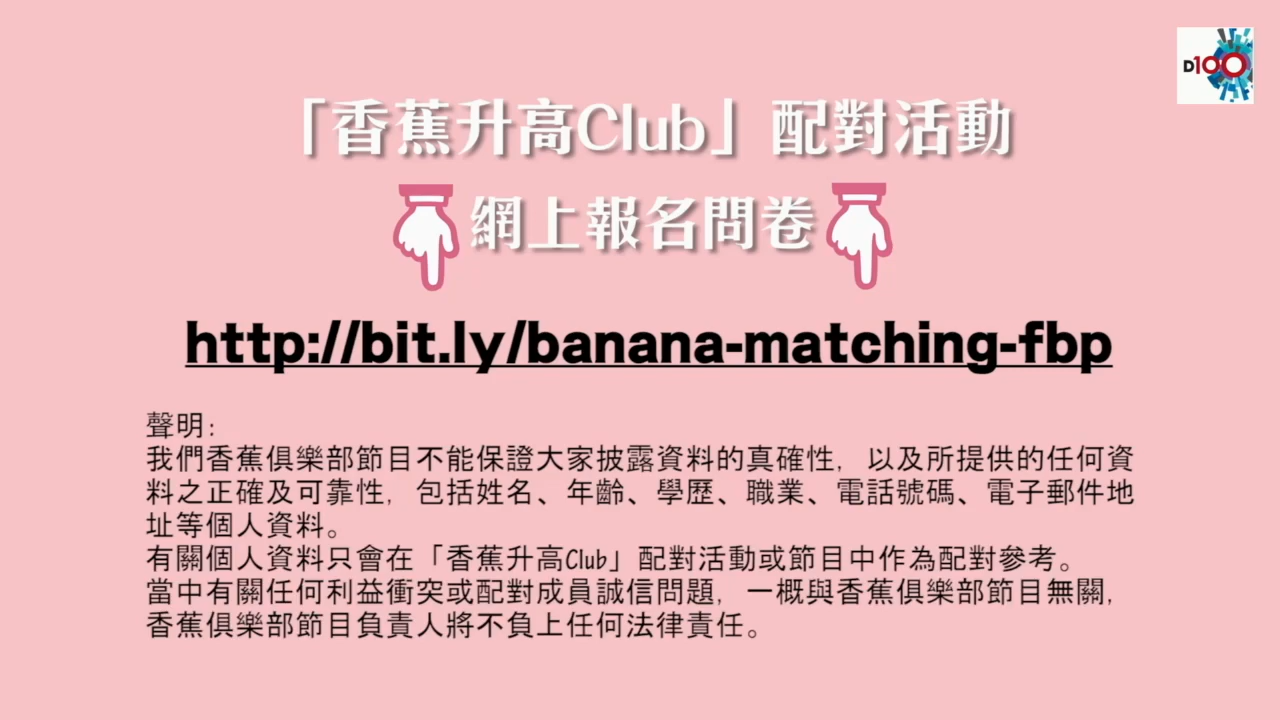 D100
「香蕉升高Club」配對活動
網上報名問卷
http://bit.ly/banana-matching-fbp
聲明:
我們香蕉俱樂部節目不能保證大家披露資料的真確性，以及所提供的任何資
料之正確及可靠性，包括姓名、年齡、學歷、職業、電話號碼、電子郵件地
址等個人資料。
有關個人資料只會在「香蕉升高Club」配對活動或節目中作為配對參考。
當中有關任何利益衝突或配對成員誠信問題，一概與香蕉俱樂部節目無關，
香蕉俱樂部節目負責人將不負上任何法律責任。